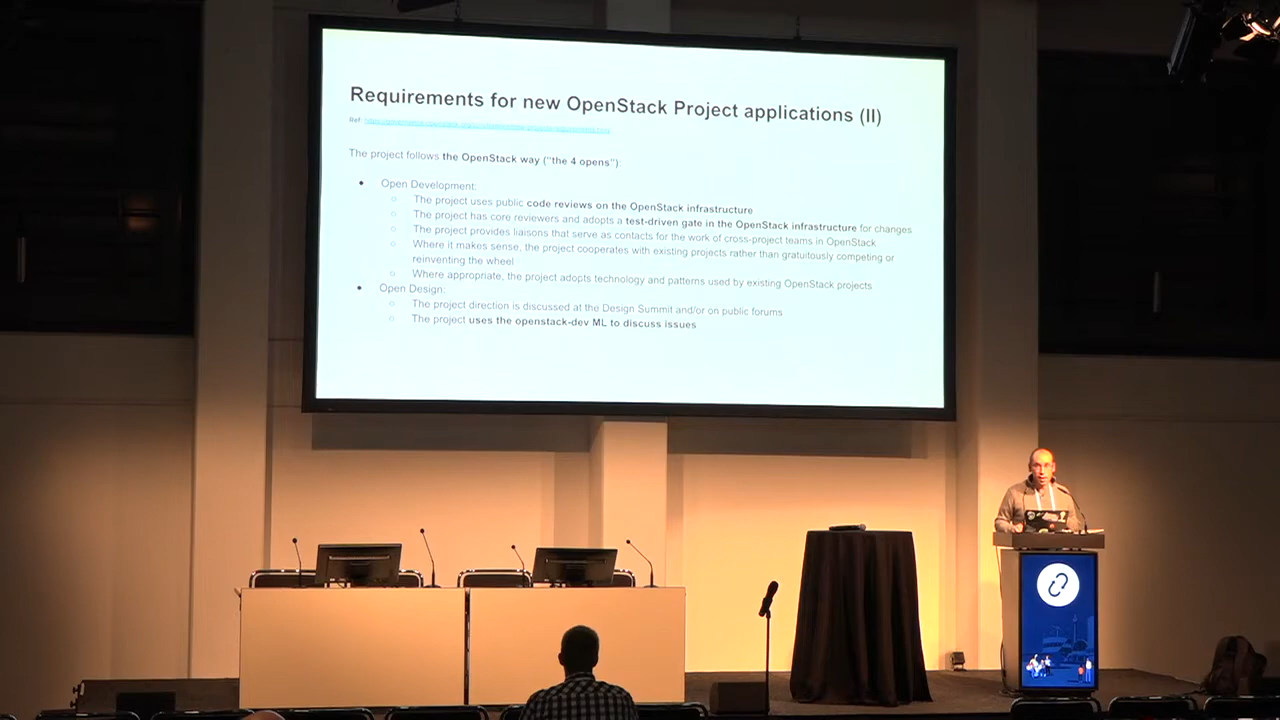 Requirements for new OpenStack Project applications (II)
Ref:
The project follows the OpenStack way ("the 4 opens"):
• Open Development:
○ The project uses public code reviews on the OpenStack infrastructure
○ The project has core reviewers and adopts a test-driven gate in the OpenStack infrastructure for changes
○ The project provides liaisons that serve as contacts for the work of cross-project teams in OpenStack
○ Where it makes sense, the project cooperates with existing projects rather than gratuitously competing or
reinventing the wheel
○ Where appropriate, the project adopts technology and patterns used by existing OpenStack projects
• Open Design:
○ The project direction is discussed at the Design Summit and/or on public forums
○ The project uses the openstack-dev ML to discuss issues